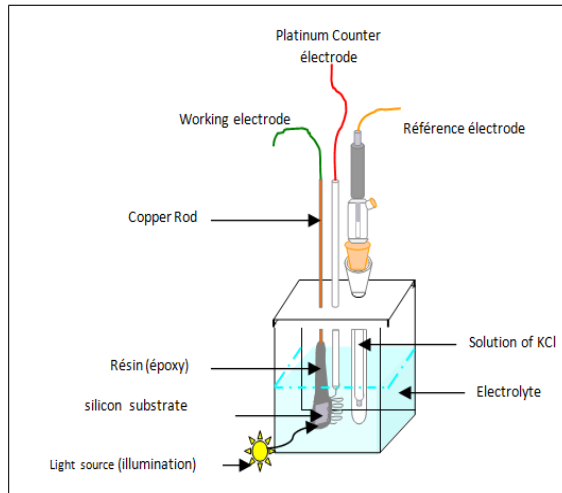 Platinum Counter
électrode
Working electrode
Référence électrode
Copper Rod
Solution of KCl
Résin (époxy)
Electrolyte
silicon substrate
Light source (illumination)